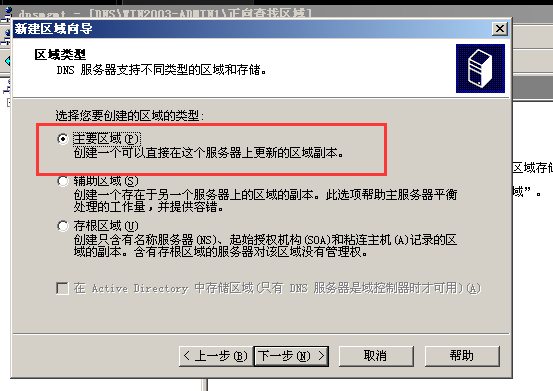 dnsmgmt - [DNS\WIN2003-ADMIN1\正向查找区域]
新建区域向导
区域类型
DNS 服务器支持不同类型的区域和存储。
选择您要创建的区域的类型:
主要区域(P)
创建一个可以直接在这个服务器上更新的区域副本。
区域存储
辅助区域(S)
域”。
创建一个存在于另一个服务器上的区域的副本。此选项帮助主服务器平衡
处理的工作量，并提供容错。
存根区域(U)
创建只含有名称服务器(NS)、起始授权机构(SOA)和粘连主机(A)记录的区
域的副本。含有存根区域的服务器对该区域没有管理权。
在 Active Directory 中存储区域(只有 DNS 服务器是域控制器时才可用)(A)
< 上一步(B)
下一步(N) >
取消
帮助